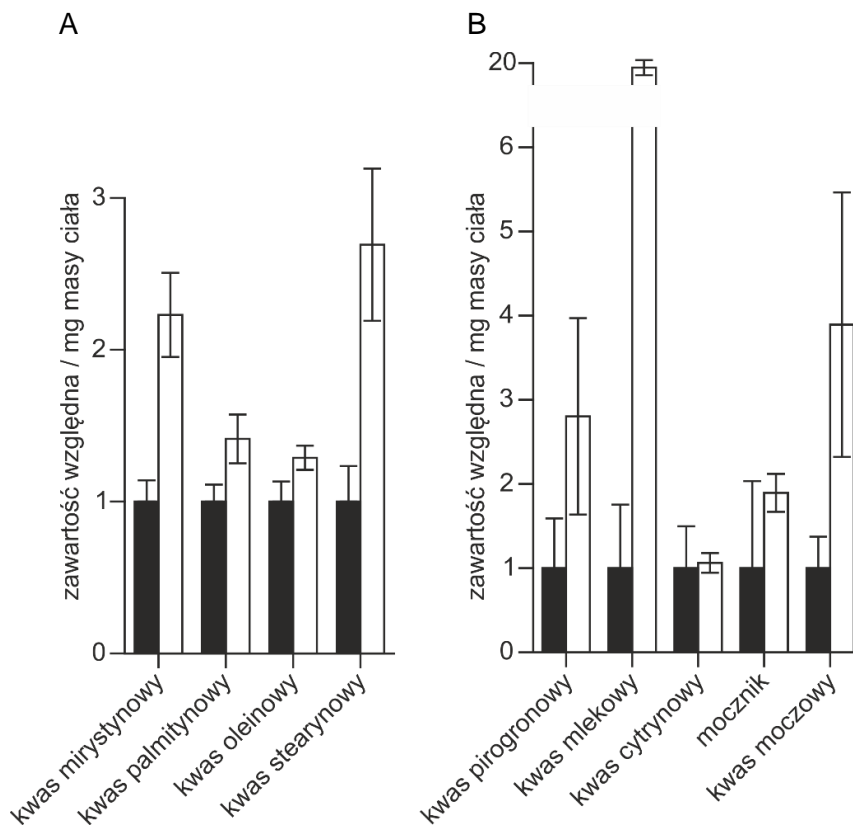 A
zawartość względna / mg masy ciała
3
2
1
0
kwas mirystynowy
kwas palmitynowy
kwas oleinowy
kwas stearynowy
B
zawartość względna / mg masy ciała
20
6
5
4
3
2
1
0
kwas pirogronowy
kwas mlekowy
kwas cytrynowy
mocznik
kwas moczowy